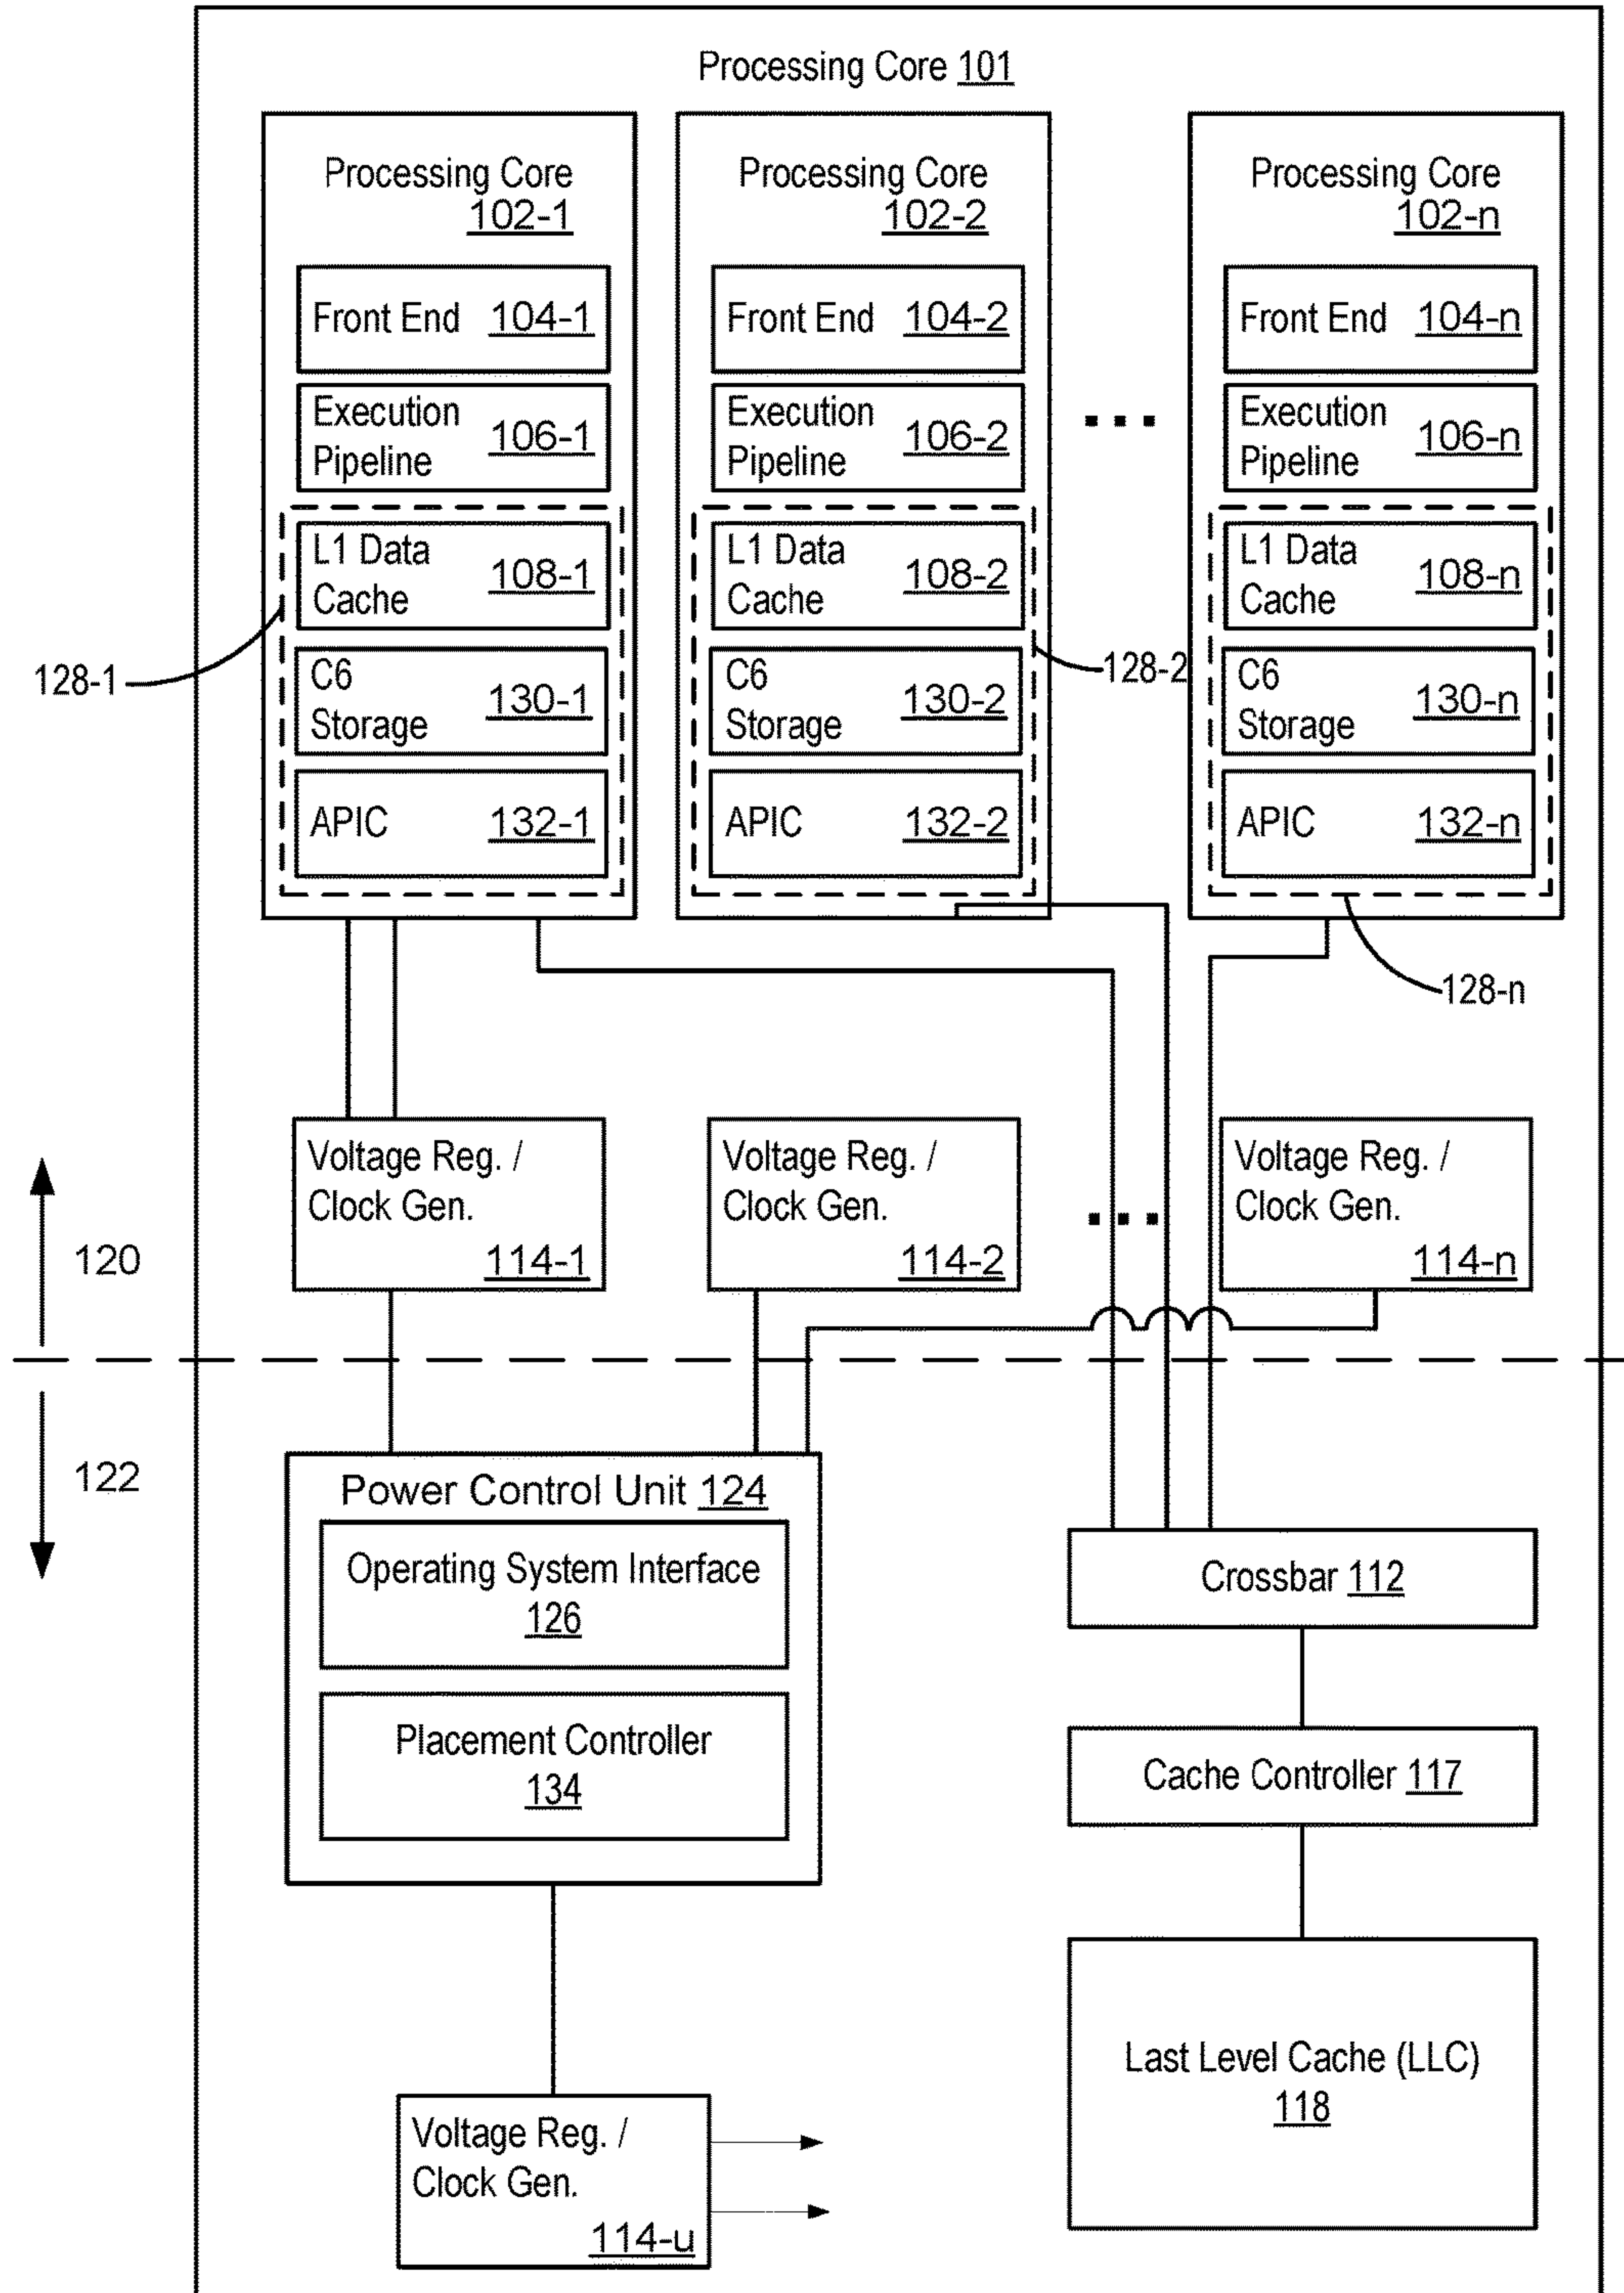 Processing Core 101
Processing Core
102-1
Front End 104-1
Execution
Pipeline 106-1
L1 Data
Cache 108-1
C6
Storage 130-1
APIC 132-1
128-1
Processing Core
102-2
Front End 104-2
Execution
Pipeline 106-2
L1 Data
Cache 108-2
C6
Storage 130-2
APIC 132-2
128-2
...
Processing Core
102-n
Front End 104-n
Execution
Pipeline 106-n
L1 Data
Cache 108-n
C6
Storage 130-n
APIC 132-n
128-n
Voltage Reg. /
Clock Gen.
114-1
Voltage Reg. /
Clock Gen.
114-2
...
Voltage Reg. /
Clock Gen.
114-n
120
122
Power Control Unit 124
Operating System Interface
126
Placement Controller
134
Crossbar 112
Cache Controller 117
Last Level Cache (LLC)
118
Voltage Reg. /
Clock Gen.
114-u